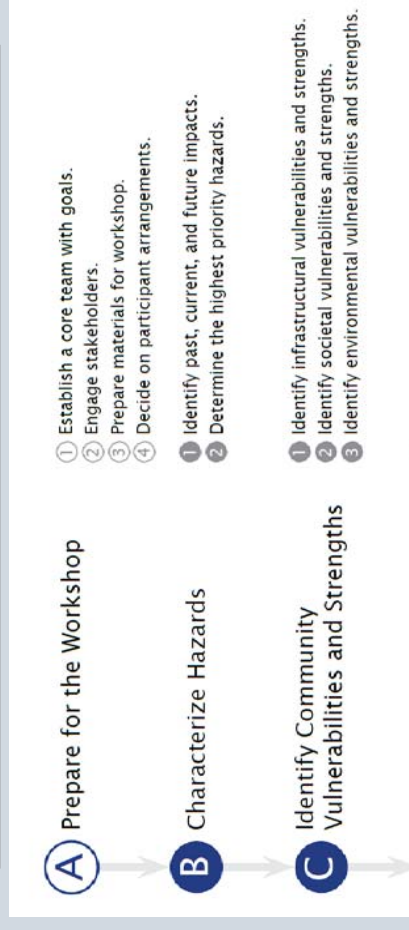 A Prepare for the Workshop
1 Establish a core team with goals.
2 Engage stakeholders.
3 Prepare materials for workshop.
4 Decide on participant arrangements.
B Characterize Hazards
1 Identify past, current, and future impacts.
2 Determine the highest priority hazards.
C Identify Community
Vulnerabilities and Strengths
1 Identify infrastructural vulnerabilities and strengths.
2 Identify societal vulnerabilities and strengths.
3 Identify environmental vulnerabilities and strengths.